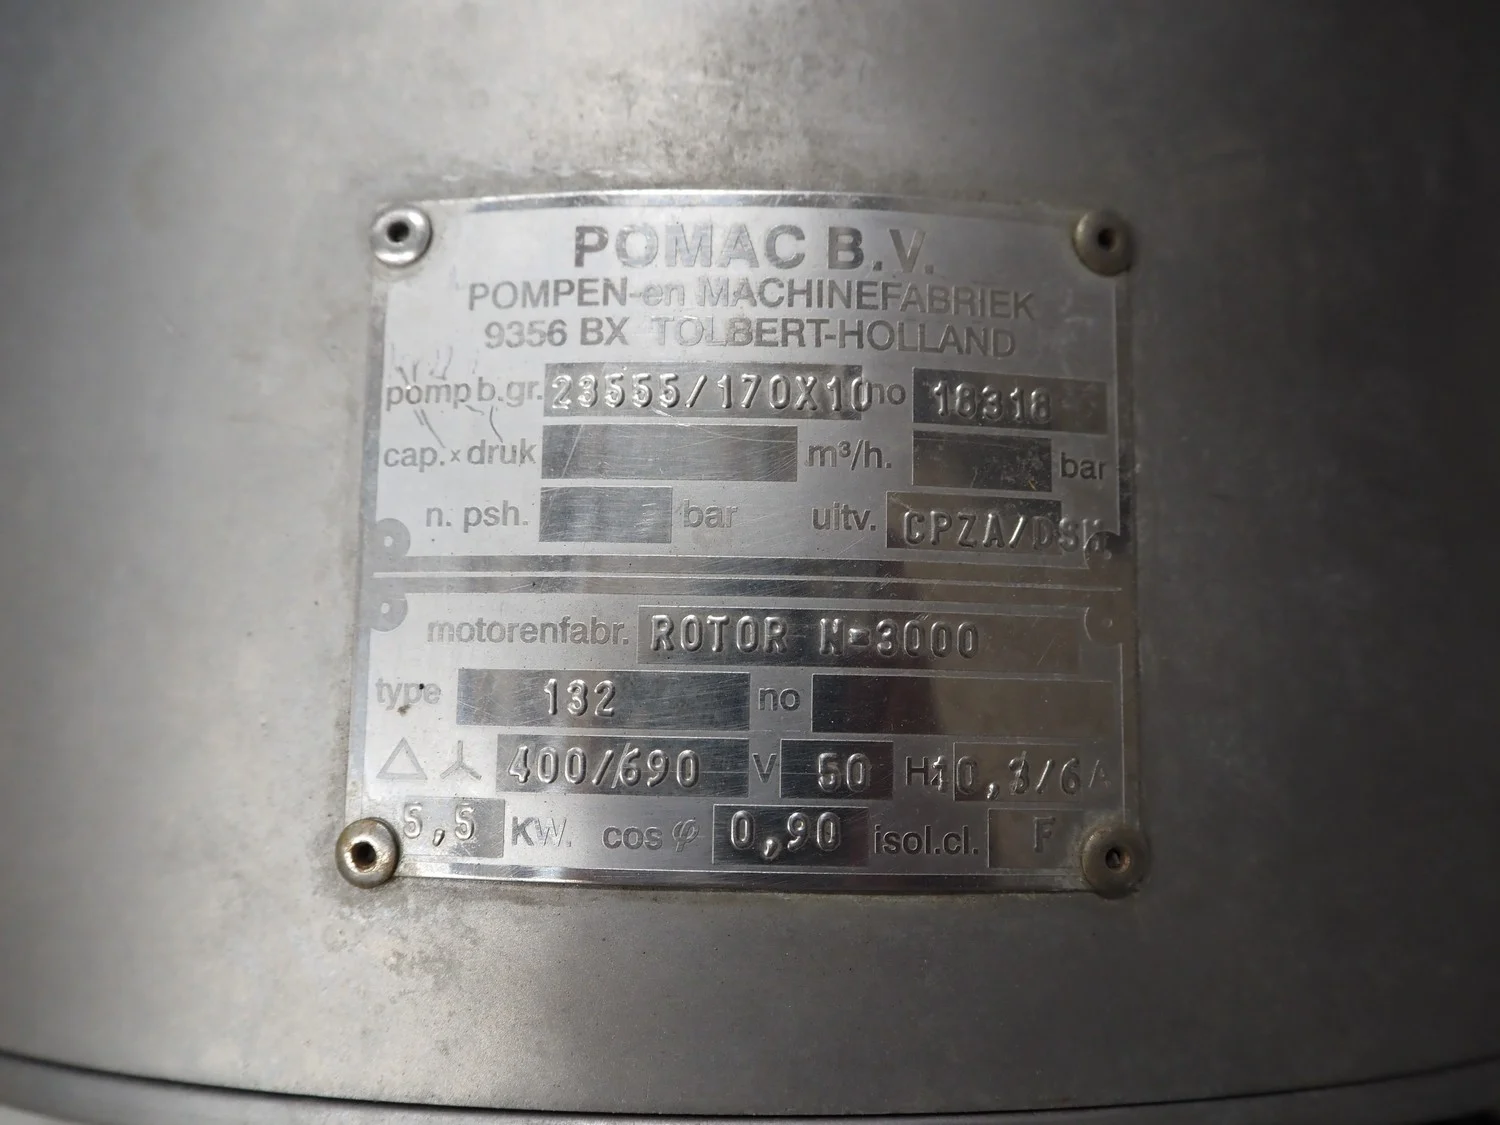 POMAC B.V.
POMPEN-en MACHINEFABRIEK
9356 BX TOLBERT-HOLLAND
pomp b.gr. 23555/170X10 no 18318
cap.×druk m³/h. bar
n. psh. bar uitv. CPZA/DSM
motorenfabr. ROTOR N-3000
type 132 no
400/690 V 50 Hz 10,3/6 A
5,5 KW. cos φ 0,90 isol.cl. F